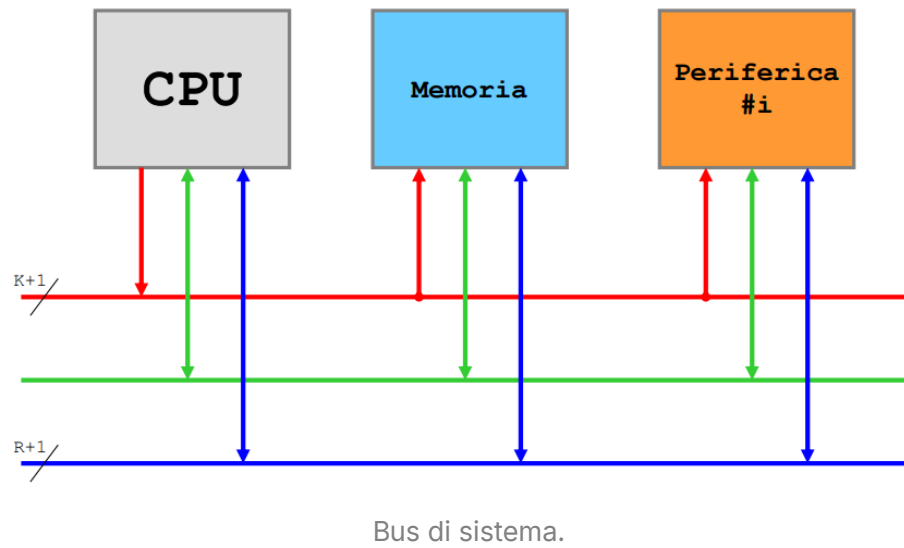 CPU
Memoria
Periferica
#i
K+1
R+1
Bus di sistema.